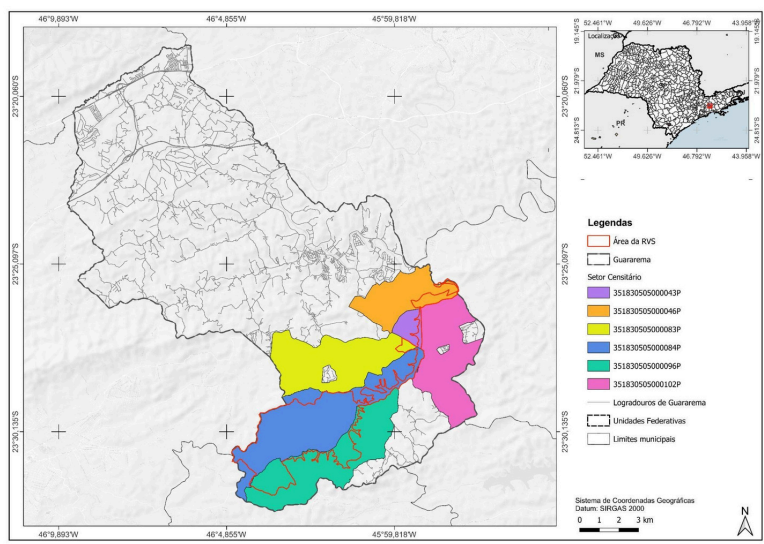 46°9,893'W 46°4,855'W 45°59,818'W
23°20,060'S
23°25,097'S
23°30,135'S
23°20,060'S
23°25,097'S
23°30,135'S
46°9,893'W 46°4,855'W 45°59,818'W
52.461°W 49.626°W 46.792°W 43.958°W
19.145°S
21.979°S
24.813°S
Localização
MS
PR
19.145°S
21.979°S
24.813°S
52.461°W 49.626°W 46.792°W 43.958°W
Legendas
Área da RVS
Guararema
Setor Censitário
351830505000043P
351830505000046P
351830505000083P
351830505000084P
351830505000096P
351830505000102P
Logradouros de Guararema
Unidades Federativas
Limites municipais
Sistema de Coordenadas Geográficas
Datum: SIRGAS 2000
0 1 2 3 km
N